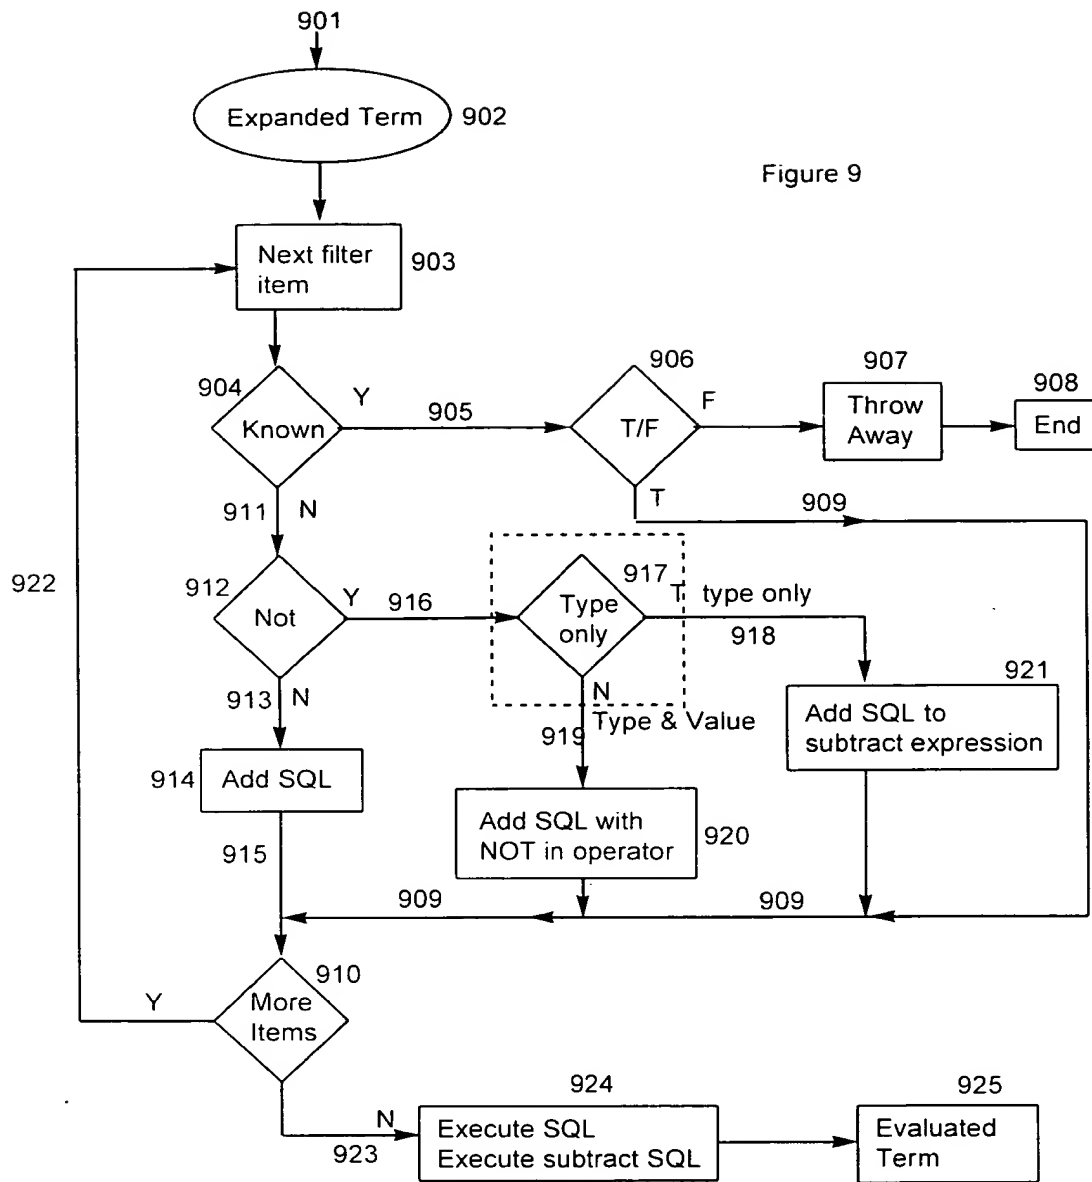 901
Expanded Term
902
Figure 9
Next filter
item
903
904
Known
Y
905
906
T/F
F
907
Throw
Away
908
End
T
909
911
N
912
Not
Y
916
917
Type
only
T type only
918
922
913
N
N
Type & Value
919
921
Add SQL to
subtract expression
914
Add SQL
Add SQL with
NOT in operator
920
915
909
909
910
More
Items
Y
N
923
924
Execute SQL
Execute subtract SQL
925
Evaluated
Term